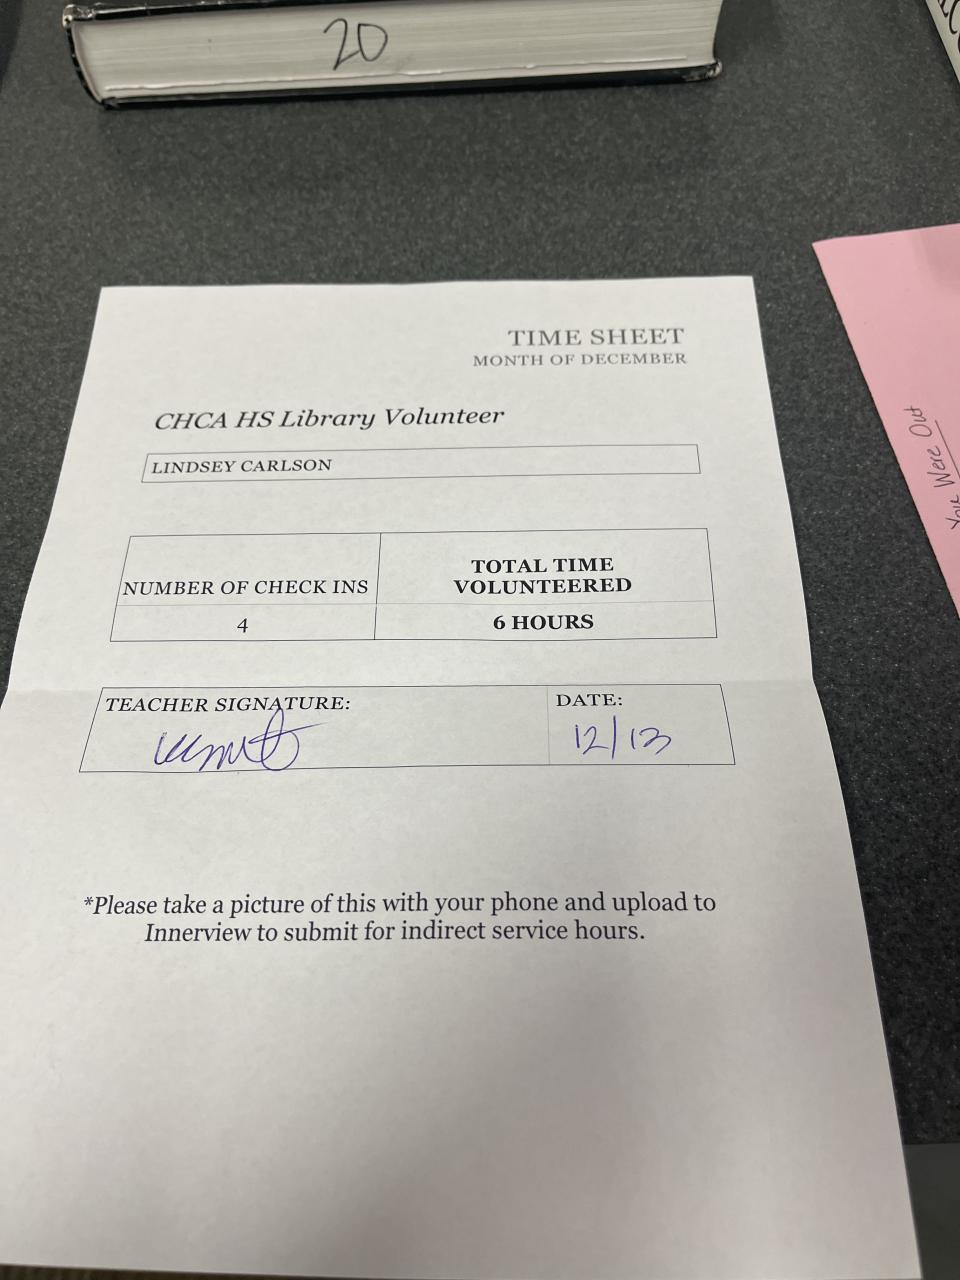 20
TIME SHEET
MONTH OF DECEMBER
CHCA HS Library Volunteer
LINDSEY CARLSON
NUMBER OF CHECK INS
TOTAL TIME
VOLUNTEERED
4
6 HOURS
TEACHER SIGNATURE:
DATE:
12/13
*Please take a picture of this with your phone and upload to
Innerview to submit for indirect service hours.
You Were Out